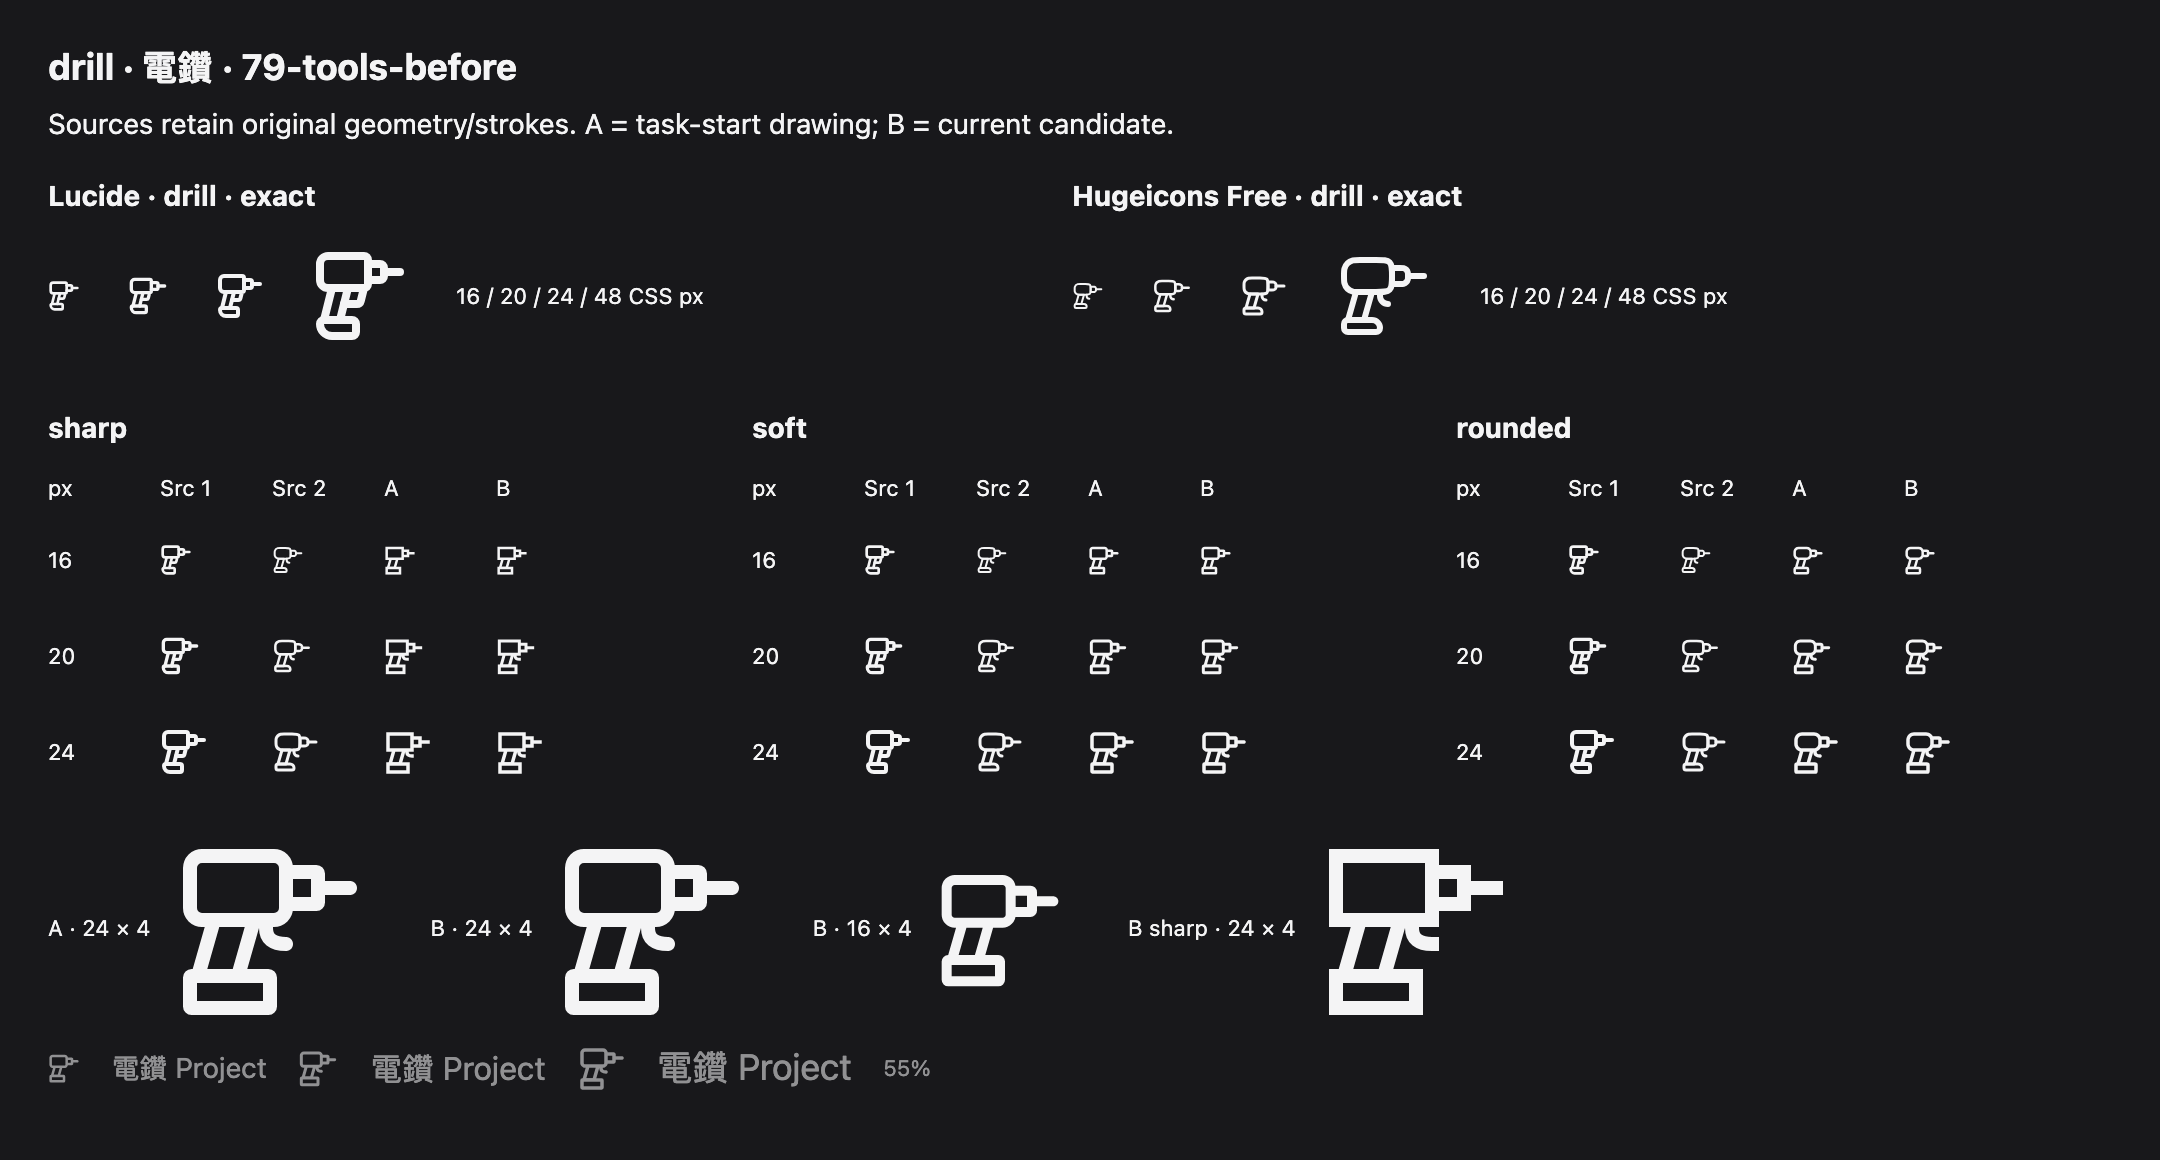 drill · 電鑽 · 79-tools-before
Sources retain original geometry/strokes. A = task-start drawing; B = current candidate.
Lucide · drill · exact
16 / 20 / 24 / 48 CSS px
Hugeicons Free · drill · exact
16 / 20 / 24 / 48 CSS px
sharp
px Src 1 Src 2 A B
16
20
24
soft
px Src 1 Src 2 A B
16
20
24
rounded
px Src 1 Src 2 A B
16
20
24
A · 24 × 4
B · 24 × 4
B · 16 × 4
B sharp · 24 × 4
電鑽 Project 電鑽 Project 電鑽 Project 55%